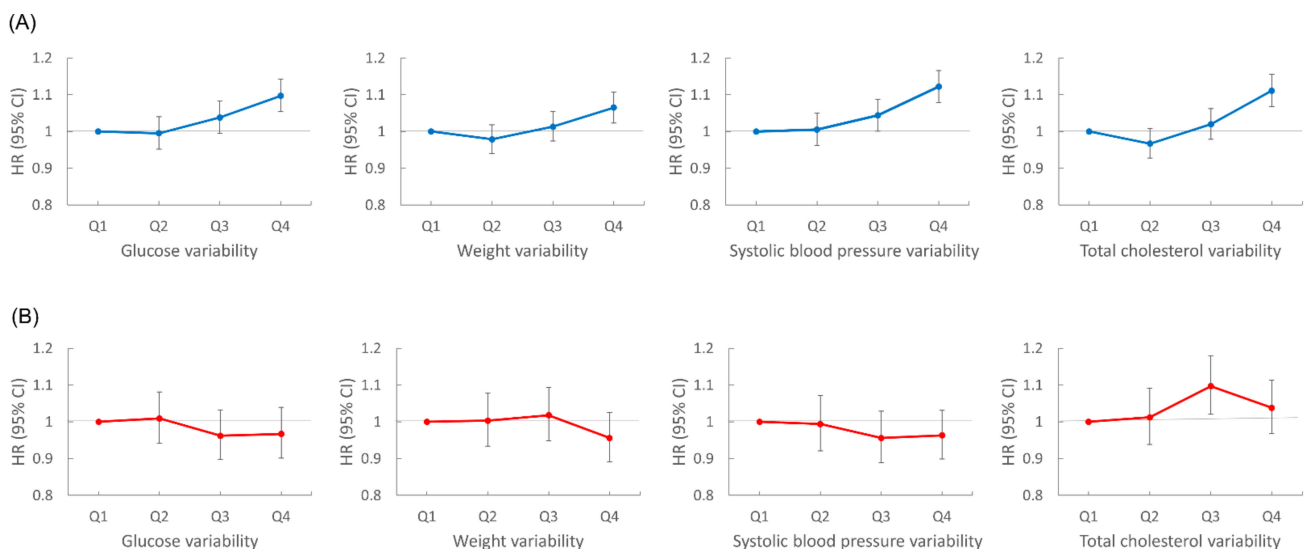 (A)
1.2
1.1
1
0.9
0.8
HR (95% CI)
Q1 Q2 Q3 Q4
Glucose variability
1.2
1.1
1
0.9
0.8
HR (95% CI)
Q1 Q2 Q3 Q4
Weight variability
1.2
1.1
1
0.9
0.8
HR (95% CI)
Q1 Q2 Q3 Q4
Systolic blood pressure variability
1.2
1.1
1
0.9
0.8
HR (95% CI)
Q1 Q2 Q3 Q4
Total cholesterol variability
(B)
1.2
1.1
1
0.9
0.8
HR (95% CI)
Q1 Q2 Q3 Q4
Glucose variability
1.2
1.1
1
0.9
0.8
HR (95% CI)
Q1 Q2 Q3 Q4
Weight variability
1.2
1.1
1
0.9
0.8
HR (95% CI)
Q1 Q2 Q3 Q4
Systolic blood pressure variability
1.2
1.1
1
0.9
0.8
HR (95% CI)
Q1 Q2 Q3 Q4
Total cholesterol variability